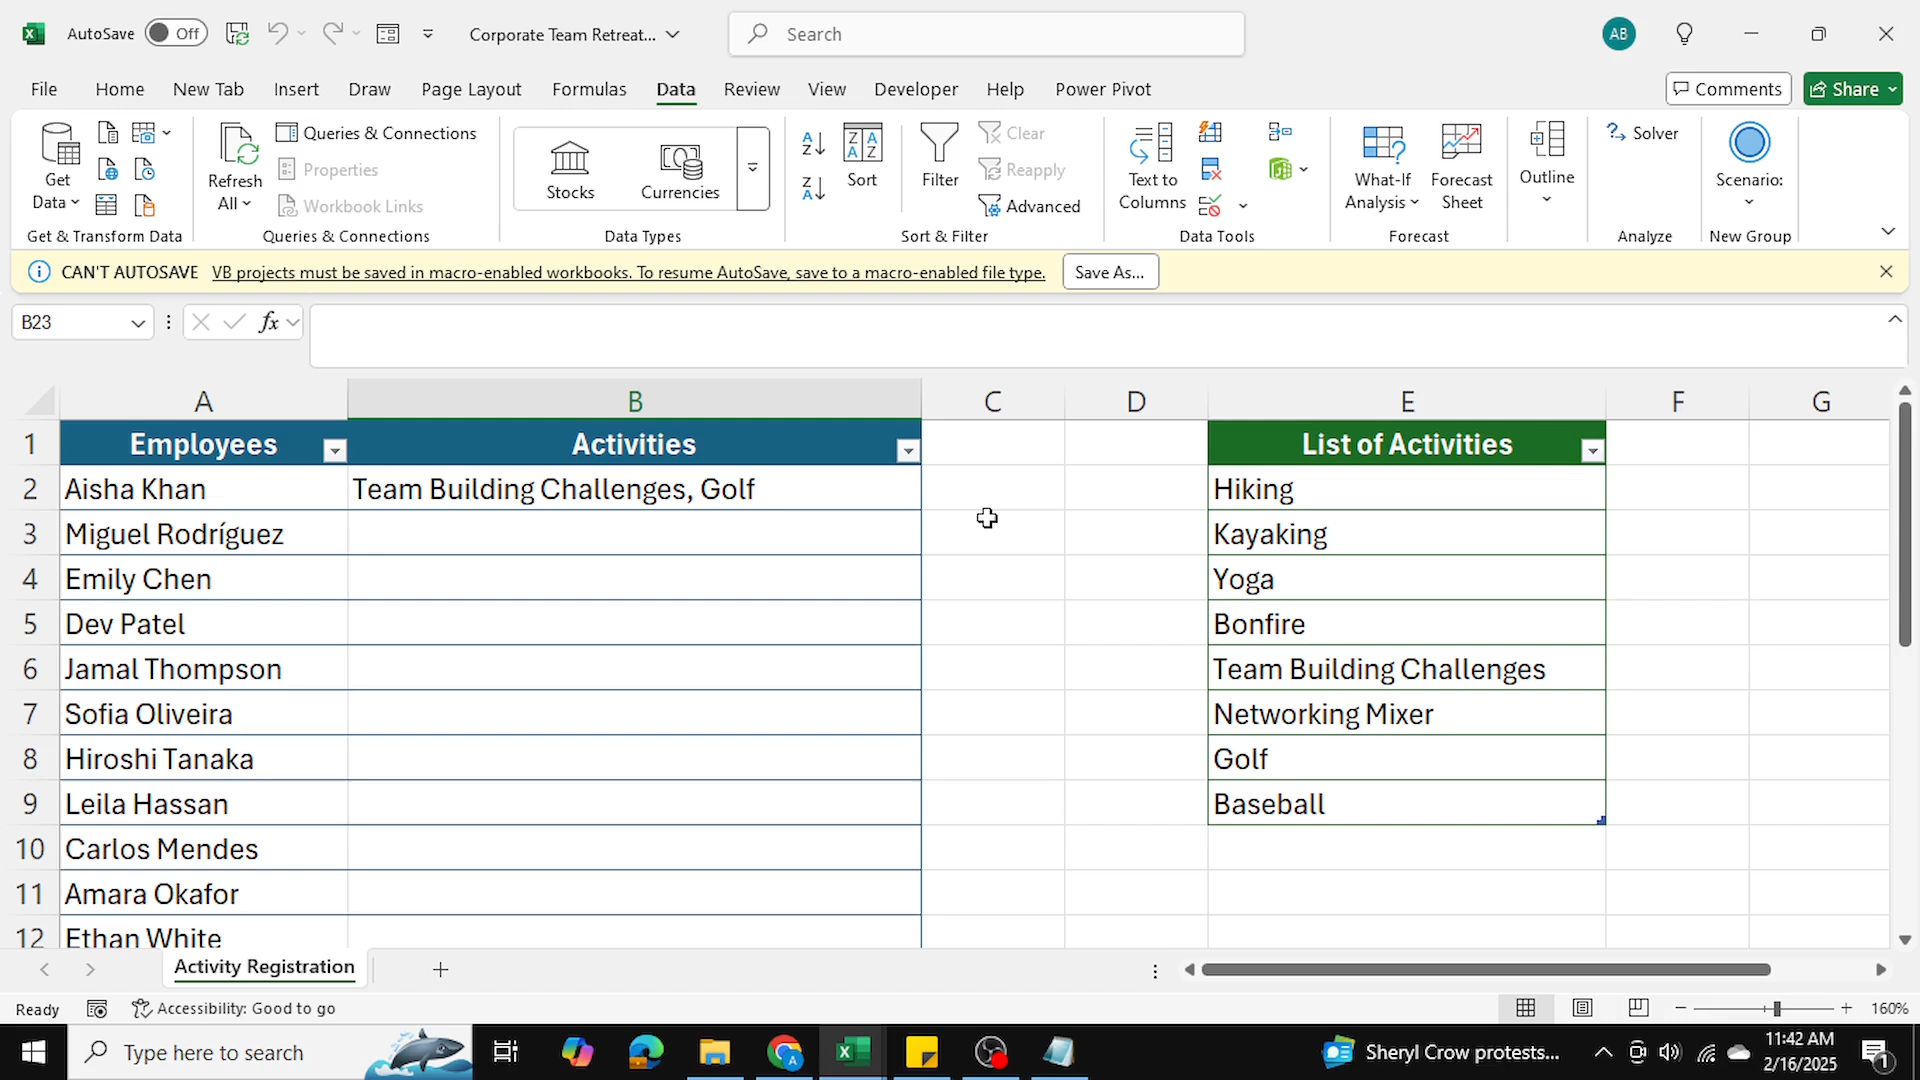 AutoSave Off Corporate Team Retreat... Search AB
File Home New Tab Insert Draw Page Layout Formulas Data Review View Developer Help Power Pivot Comments Share
Get Data
Get & Transform Data
Refresh All
Queries & Connections
Properties
Workbook Links
Queries & Connections
Stocks
Currencies
Data Types
Sort
Filter
Clear
Reapply
Advanced
Sort & Filter
Text to Columns
Data Tools
What-If Analysis
Forecast Sheet
Forecast
Outline
Solver
Analyze
Scenario:
New Group
CAN'T AUTOSAVE VB projects must be saved in macro-enabled workbooks. To resume AutoSave, save to a macro-enabled file type. Save As...
B23 fx
A B C D E F G
1 Employees Activities List of Activities
2 Aisha Khan Team Building Challenges, Golf Hiking
3 Miguel Rodríguez Kayaking
4 Emily Chen Yoga
5 Dev Patel Bonfire
6 Jamal Thompson Team Building Challenges
7 Sofia Oliveira Networking Mixer
8 Hiroshi Tanaka Golf
9 Leila Hassan Baseball
10 Carlos Mendes
11 Amara Okafor
12 Ethan White
Activity Registration
Ready Accessibility: Good to go 160%
Type here to search Sheryl Crow protests... 11:42 AM
2/16/2025 1